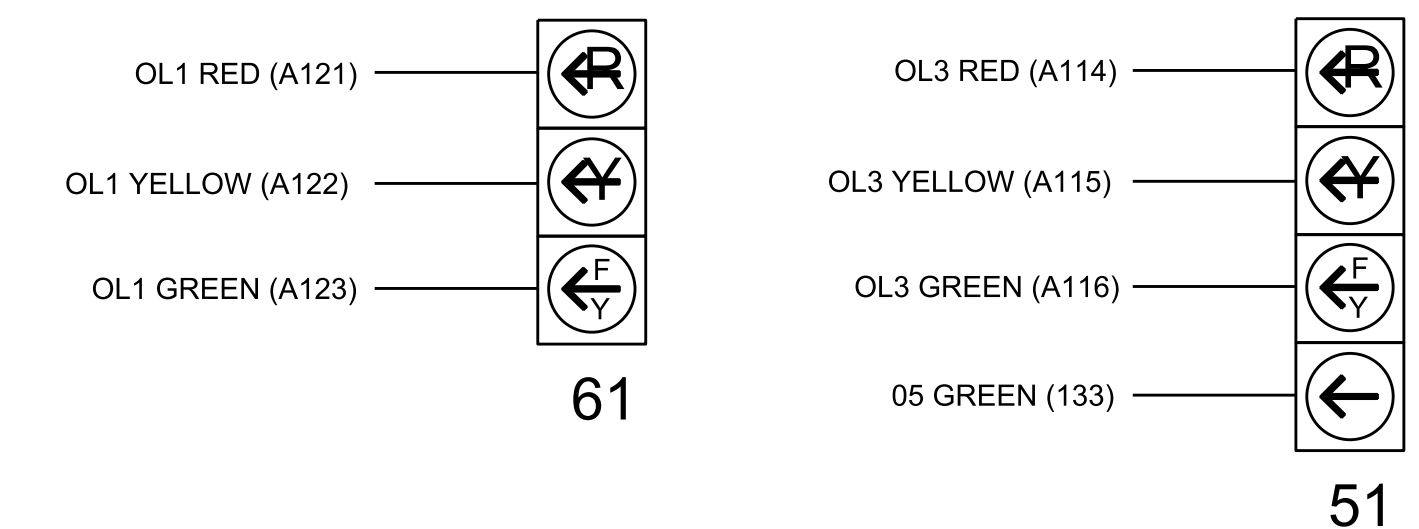 OL1 RED (A121)
R
OL1 YELLOW (A122)
Y
OL1 GREEN (A123)
F
Y
61
OL3 RED (A114)
R
OL3 YELLOW (A115)
Y
OL3 GREEN (A116)
F
Y
05 GREEN (133)
51